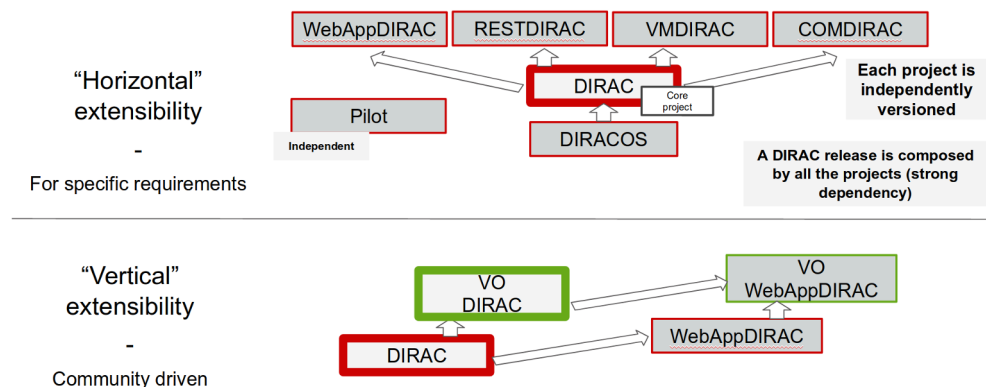 WebAppDIRAC
RESTDIRAC
VMDIRAC
COMDIRAC
“Horizontal”
extensibility
-
For specific requirements
DIRAC
Core
project
Each project is
independently
versioned
Pilot
Independent
DIRACOS
A DIRAC release is composed
by all the projects (strong
dependency)
“Vertical”
extensibility
-
Community driven
VO
DIRAC
VO
WebAppDIRAC
DIRAC
WebAppDIRAC